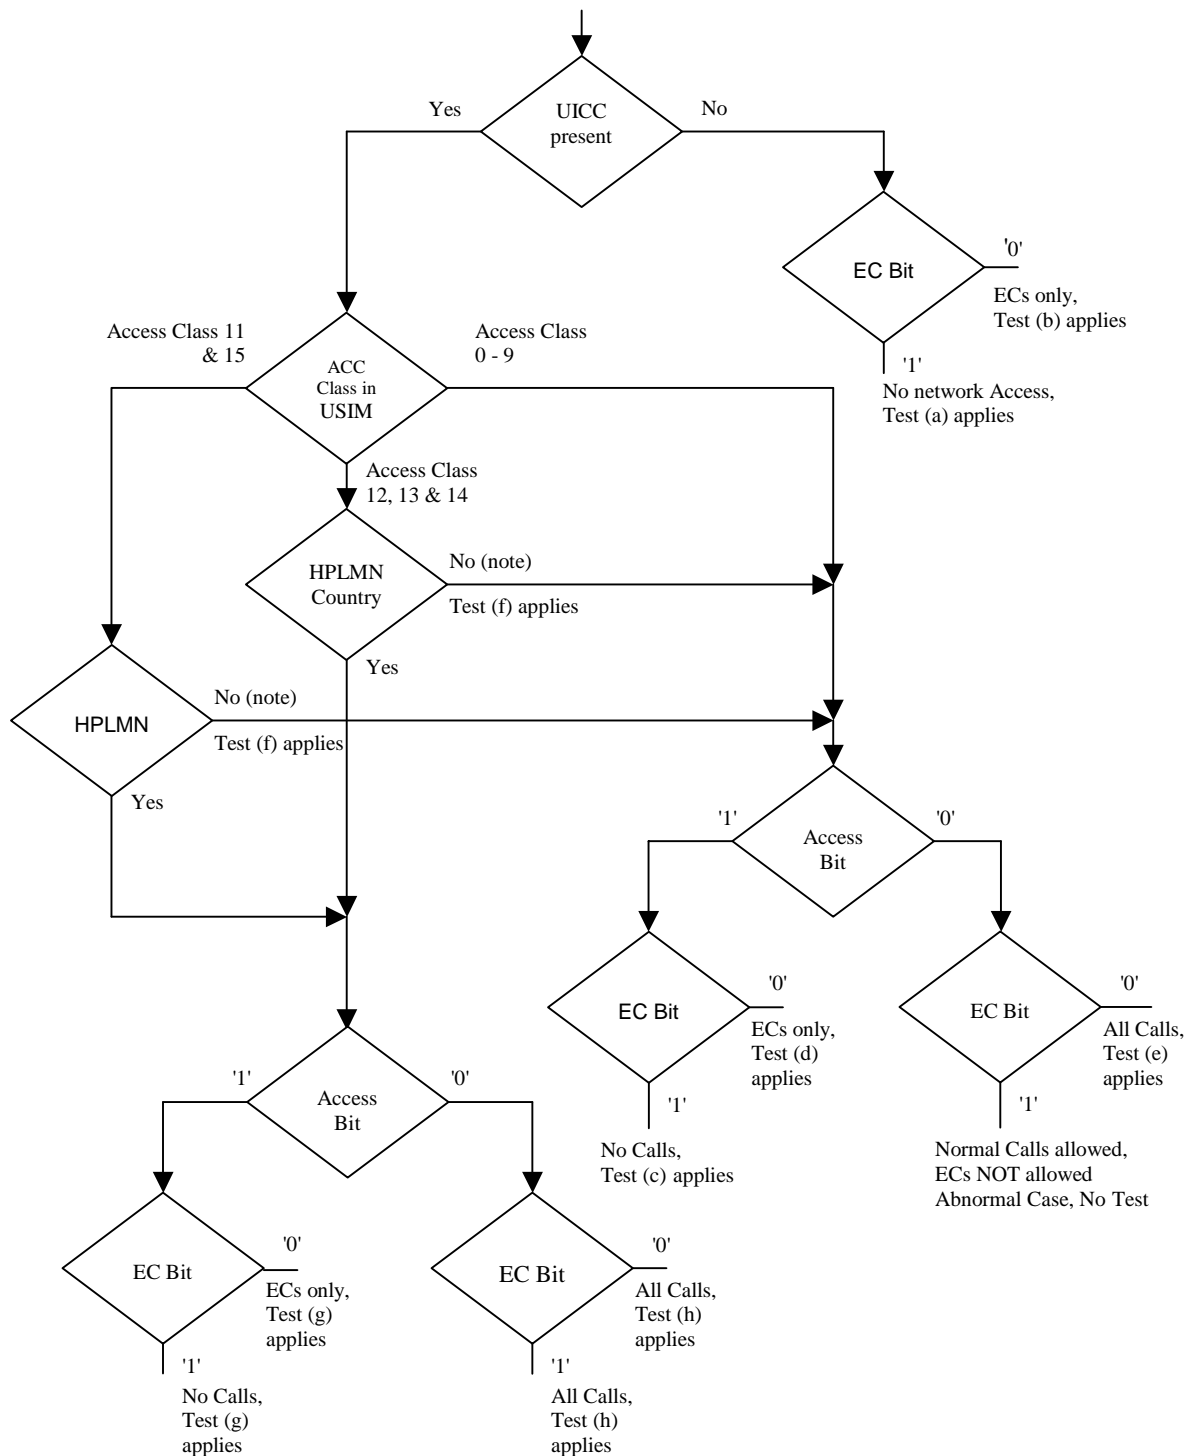 Yes
UICC
present
No
EC Bit
'0'
ECs only,
Test (b) applies
'1'
No network Access,
Test (a) applies
Access Class 11
& 15
ACC
Class in
USIM
Access Class
0 - 9
Access Class
12, 13 & 14
HPLMN
Country
No (note)
Test (f) applies
Yes
HPLMN
No (note)
Test (f) applies
Yes
'1'
Access
Bit
'0'
EC Bit
'0'
ECs only,
Test (d)
applies
'1'
No Calls,
Test (c) applies
EC Bit
'0'
All Calls,
Test (e)
applies
'1'
Normal Calls allowed,
ECs NOT allowed
Abnormal Case, No Test
'1'
Access
Bit
'0'
EC Bit
'0'
ECs only,
Test (g)
applies
'1'
No Calls,
Test (g)
applies
EC Bit
'0'
All Calls,
Test (h)
applies
'1'
All Calls,
Test (h)
applies